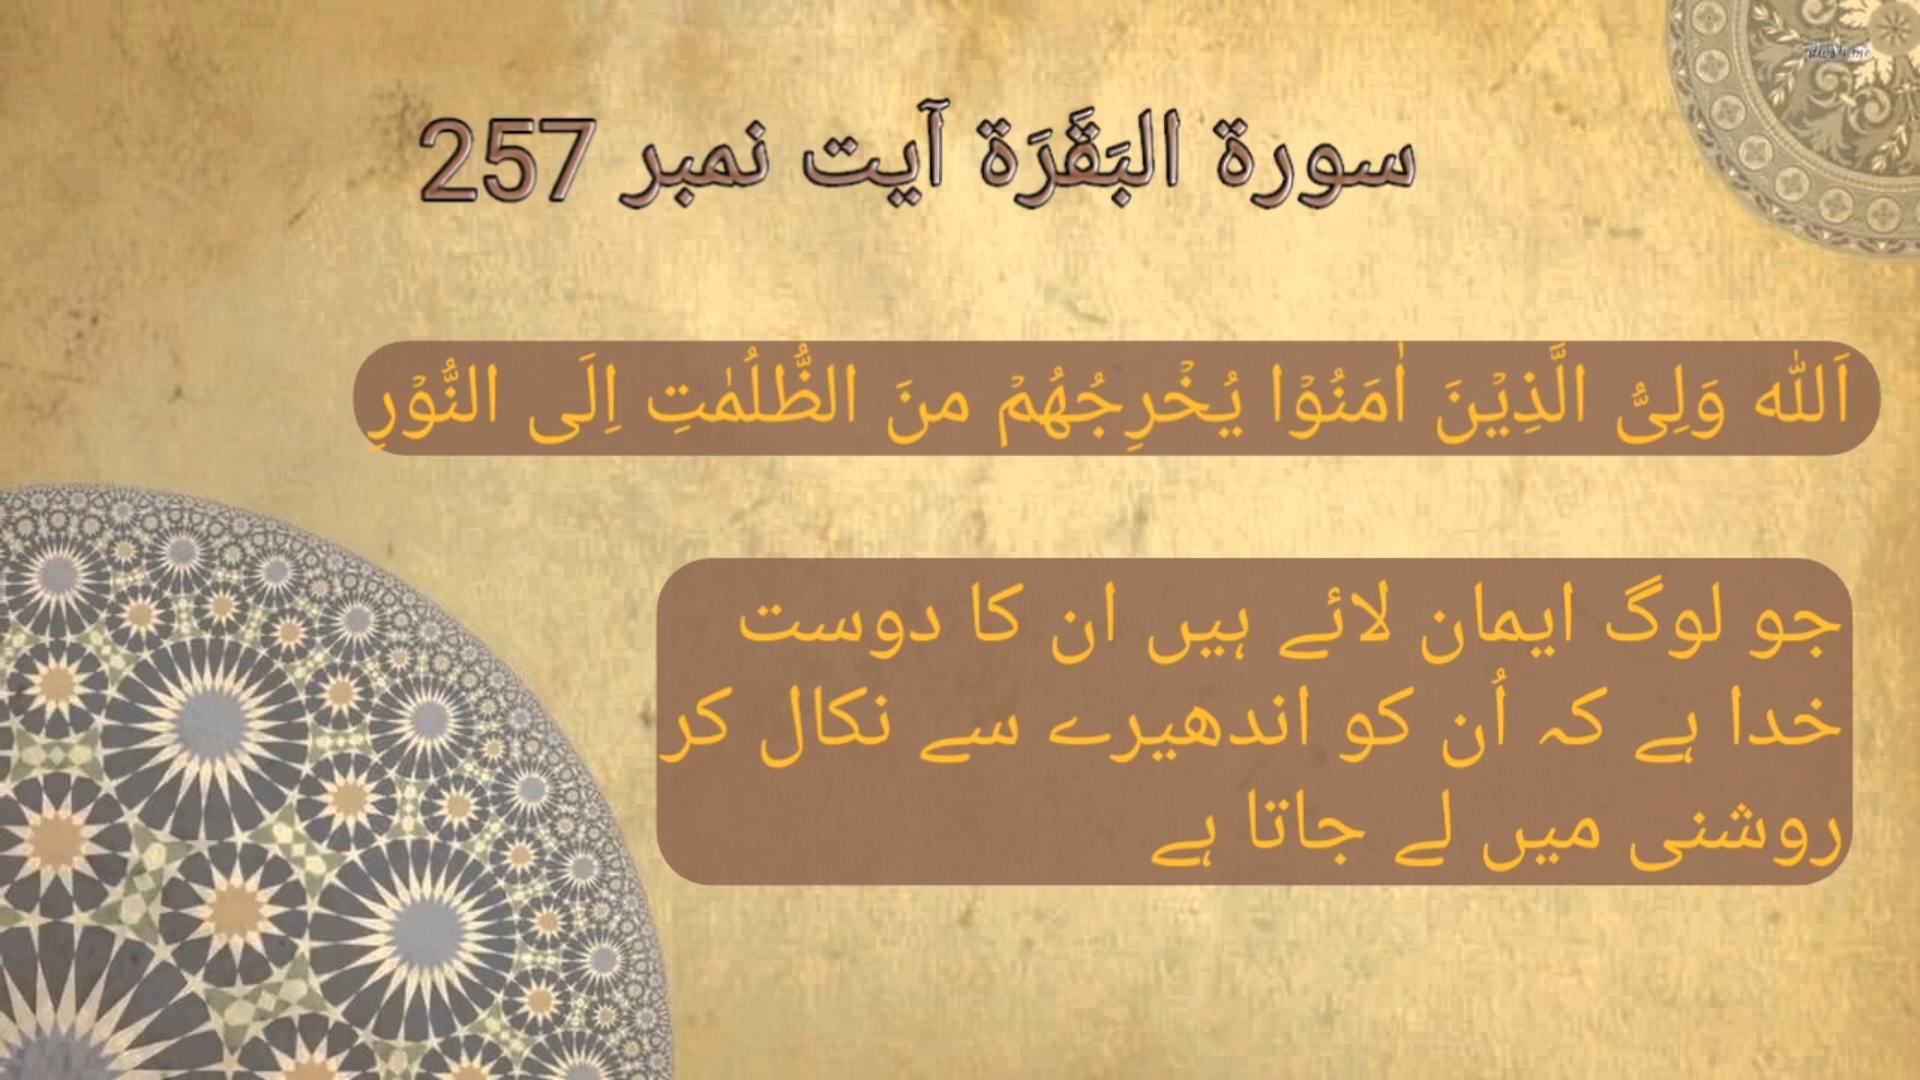 سورة البَقَرَة آیت نمبر 257
اَللّٰه وَلِیُّ الَّذِیْنَ اٰمَنُوْا یُخْرِجُهُمْ منَ الظُّلُمٰتِ اِلَی النُّوْرِ
جو لوگ ایمان لائے ہیں ان کا دوست
خدا ہے کہ اُن کو اندھیرے سے نکال کر
روشنی میں لے جاتا ہے